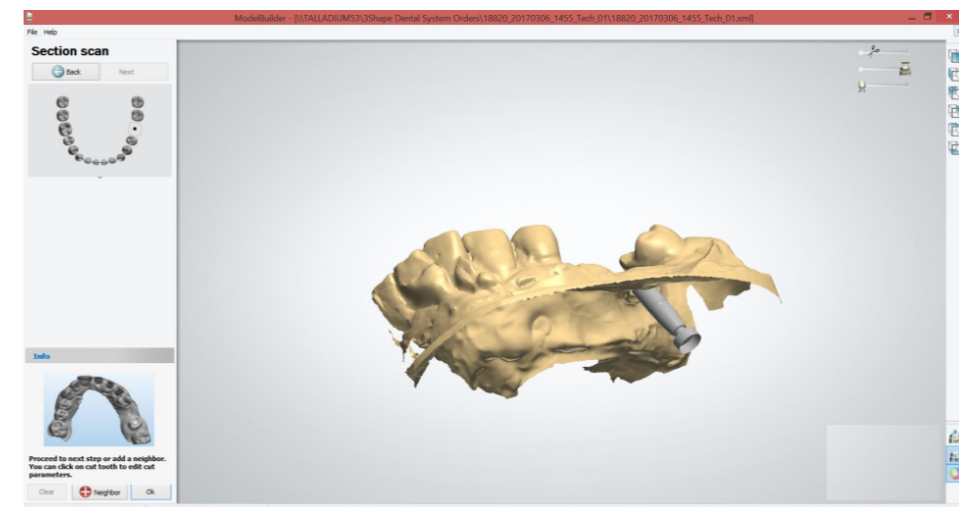 ModelBuilder - [\\TALLADIUM53\3Shape Dental System Orders\18820_20170306_1455_Tech_01\18820_20170306_1455_Tech_01.xml]
File Help
Section scan
Back Next
Info
Proceed to next step or add a neighbor.
You can click on cut tooth to edit cut
parameters.
Clear Neighbor Ok